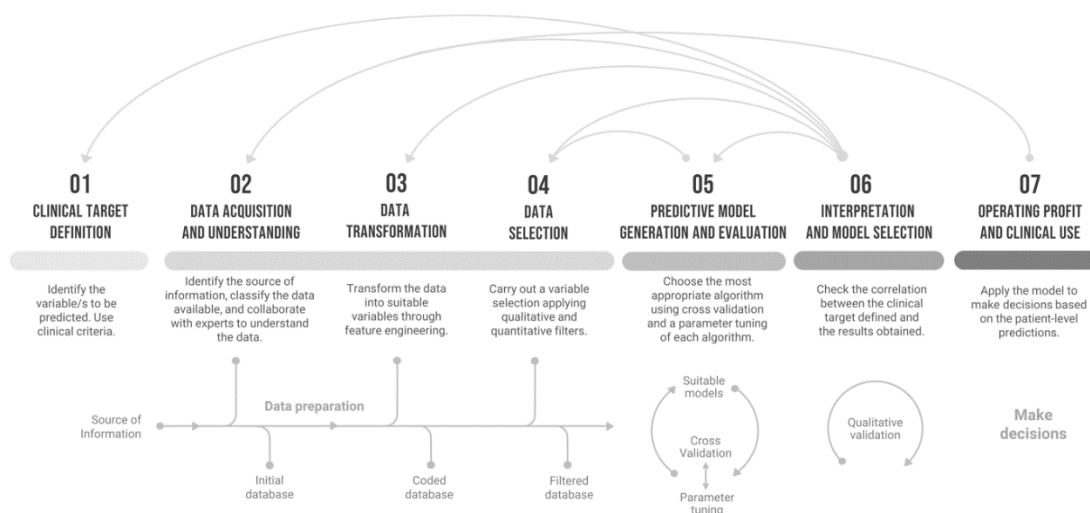 01
CLINICAL TARGET
DEFINITION
Identify the
variable/s to be
predicted. Use
clinical criteria.
02
DATA ACQUISITION
AND UNDERSTANDING
Identify the source of
information, classify the data
available, and collaborate
with experts to understand
the data.
03
DATA
TRANSFORMATION
Transform the data
into suitable
variables through
feature engineering.
04
DATA
SELECTION
Carry out a variable
selection applying
qualitative and
quantitative filters.
05
PREDICTIVE MODEL
GENERATION AND EVALUATION
Choose the most
appropriate algorithm
using cross validation
and a parameter tuning
of each algorithm.
06
INTERPRETATION
AND MODEL SELECTION
Check the correlation
between the clinical
target defined and
the results obtained.
07
OPERATING PROFIT
AND CLINICAL USE
Apply the model to
make decisions based
on the patient-level
predictions.
Source of
Information
Data preparation
Initial
database
Coded
database
Filtered
database
Suitable
models
Cross
Validation
Parameter
tuning
Qualitative
validation
Make
decisions